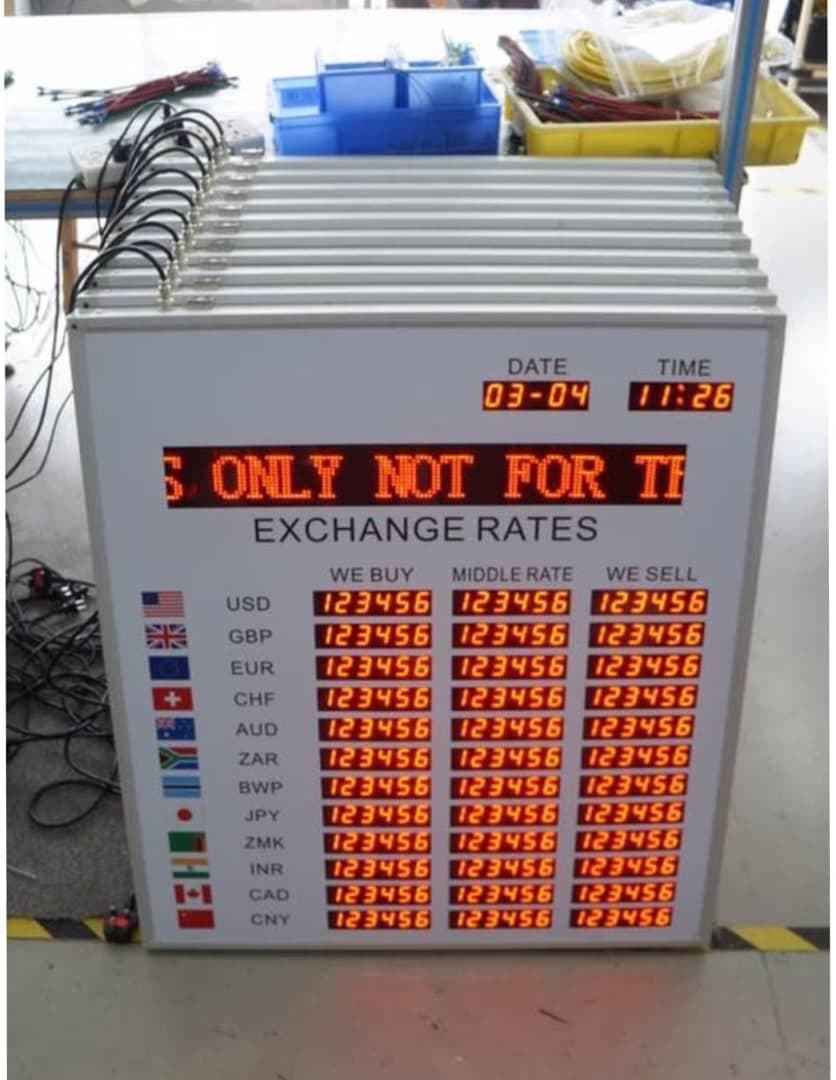 DATE TIME
03-04 11:26
S ONLY NOT FOR
EXCHANGE RATES
WE BUY MIDDLE RATE WE SELL
USD 123456 123456 123456
GBP 123456 123456 123456
EUR 123456 123456 123456
CHF 123456 123456 123456
AUD 123456 123456 123456
ZAR 123456 123456 123456
BWP 123456 123456 123456
JPY 123456 123456 123456
ZMK 123456 123456 123456
INR 123456 123456 123456
CAD 123456 123456 123456
CNY 123456 123456 123456